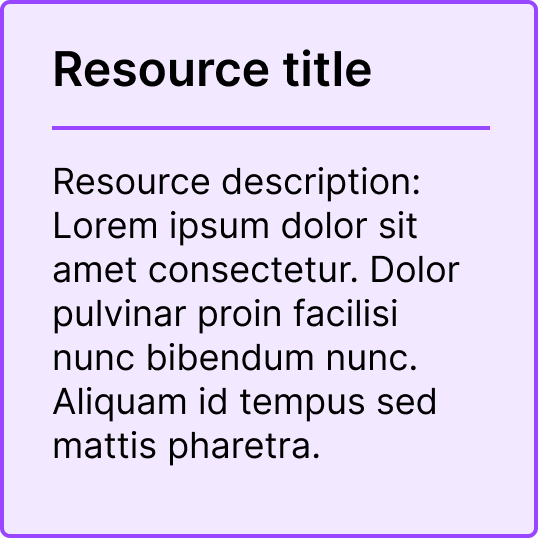 Resource title
Resource description:
Lorem ipsum dolor sit
amet consectetur. Dolor
pulvinar proin facilisi
nunc bibendum nunc.
Aliquam id tempus sed
mattis pharetra.